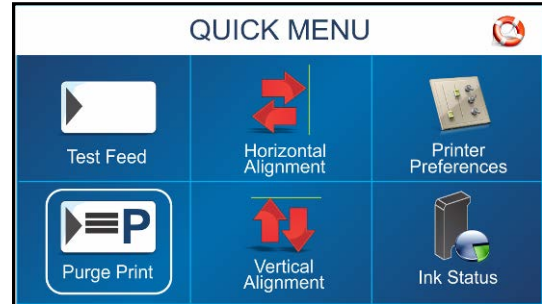 QUICK MENU
Test Feed
Horizontal
Alignment
Printer
Preferences
P
Purge Print
Vertical
Alignment
Ink Status